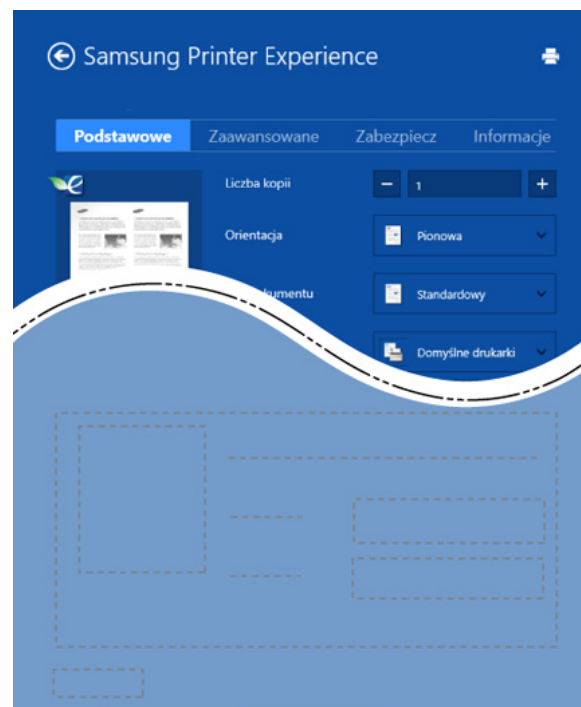 Samsung Printer Experience
Podstawowe Zaawansowane Zabezpiecz Informacje
Liczba kopii 1
Orientacja Pionowa
Standardowy
Domyślne drukarki